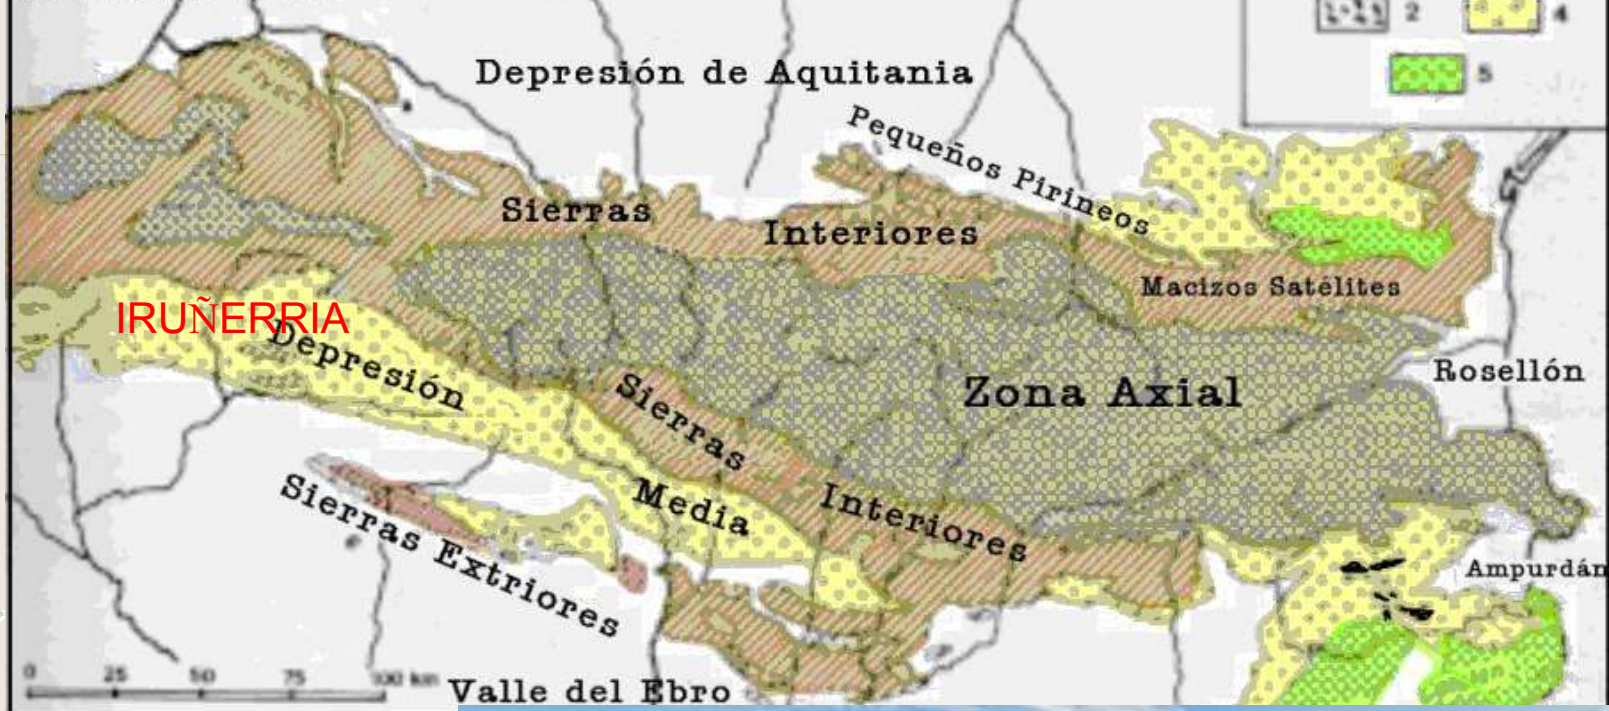 2
4
5
Depresión de Aquitania
Pequeños Pirineos
Flysch
Sierras
Interiores
Macizos Satélites
IRUÑERRIA
Depresión
Media
Rosellón
Zona Axial
Sierras
Interiores
Sierras Extriores
Ampurdán
0 25 50 75 100 km
Valle del Ebro